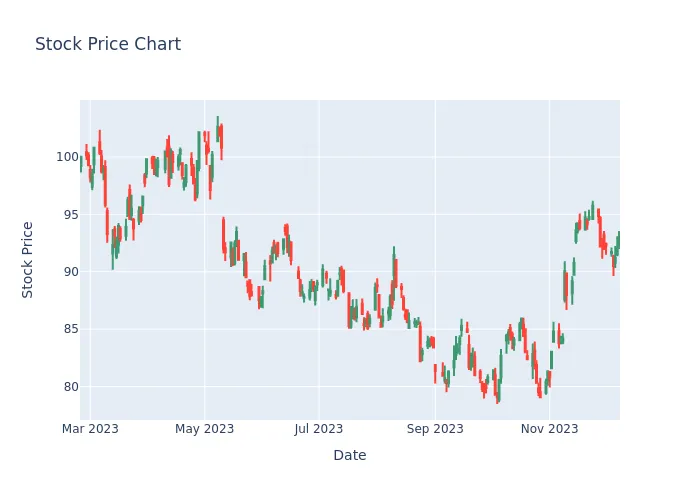 Stock Price Chart
100
95
90
85
80
Stock Price
Mar 2023
May 2023
Jul 2023
Sep 2023
Nov 2023
Date